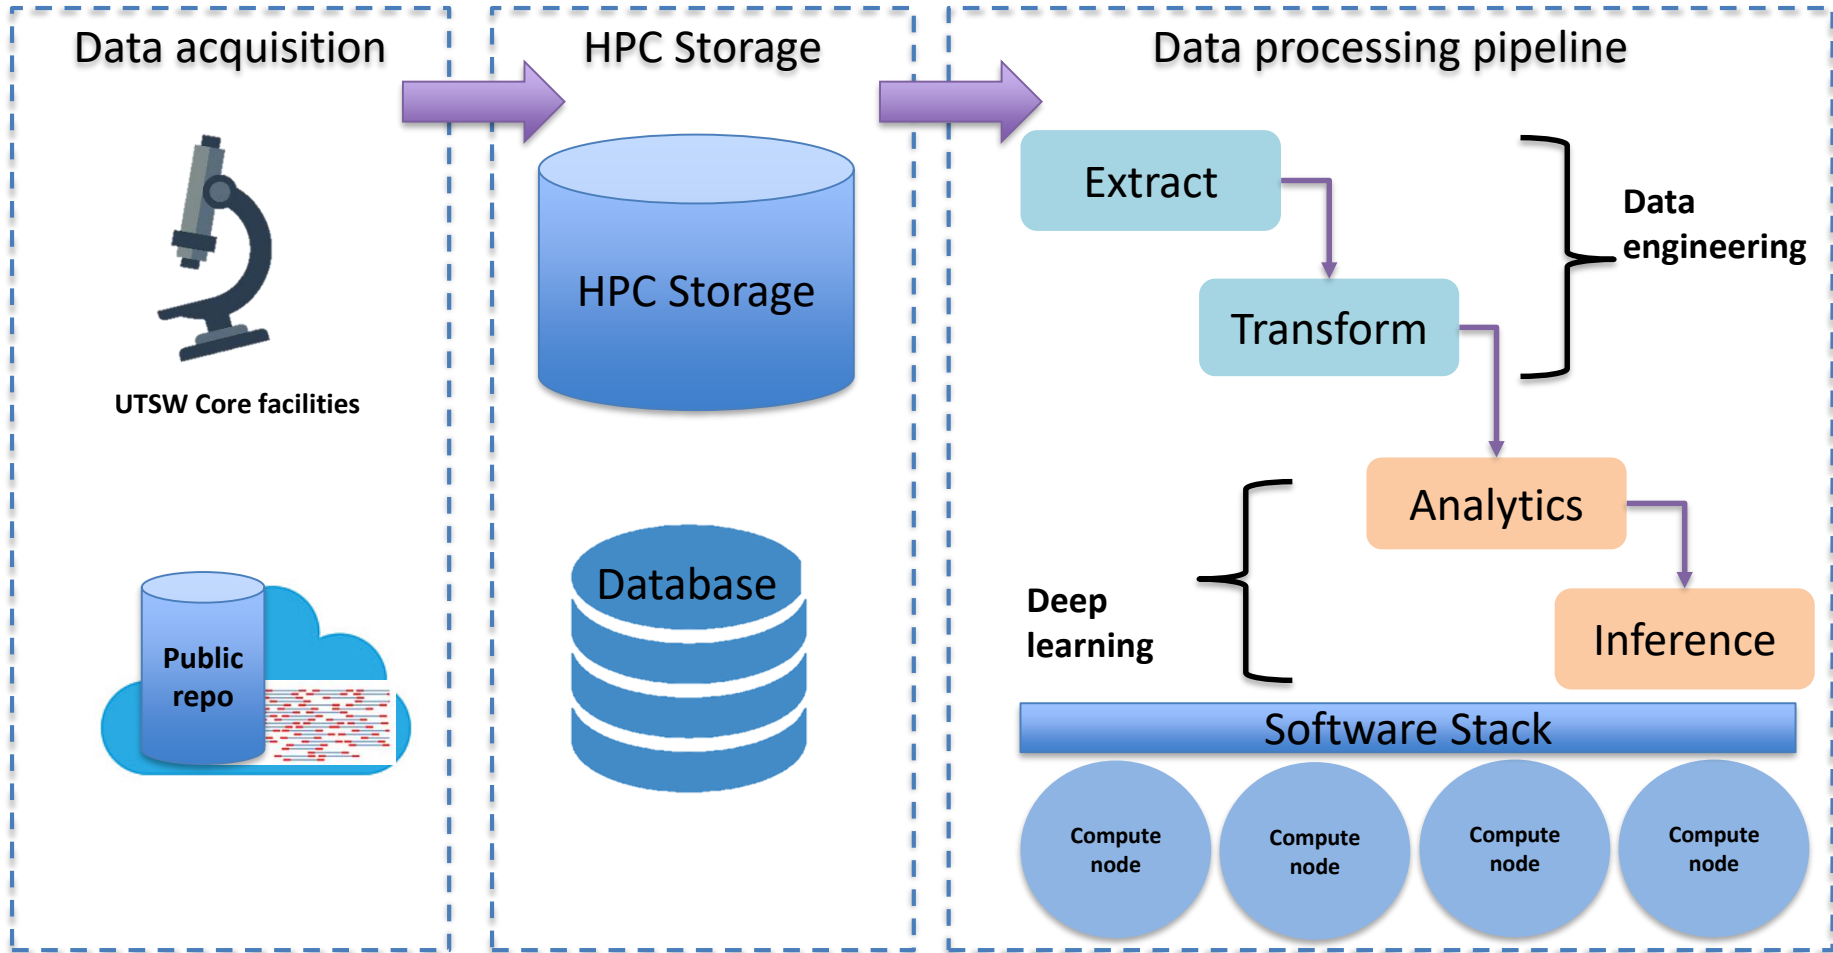 Data acquisition
UTSW Core facilities
Public
repo
HPC Storage
HPC Storage
Database
Data processing pipeline
Extract
Transform
Data
engineering
Analytics
Inference
Deep
learning
Software Stack
Compute
node
Compute
node
Compute
node
Compute
node